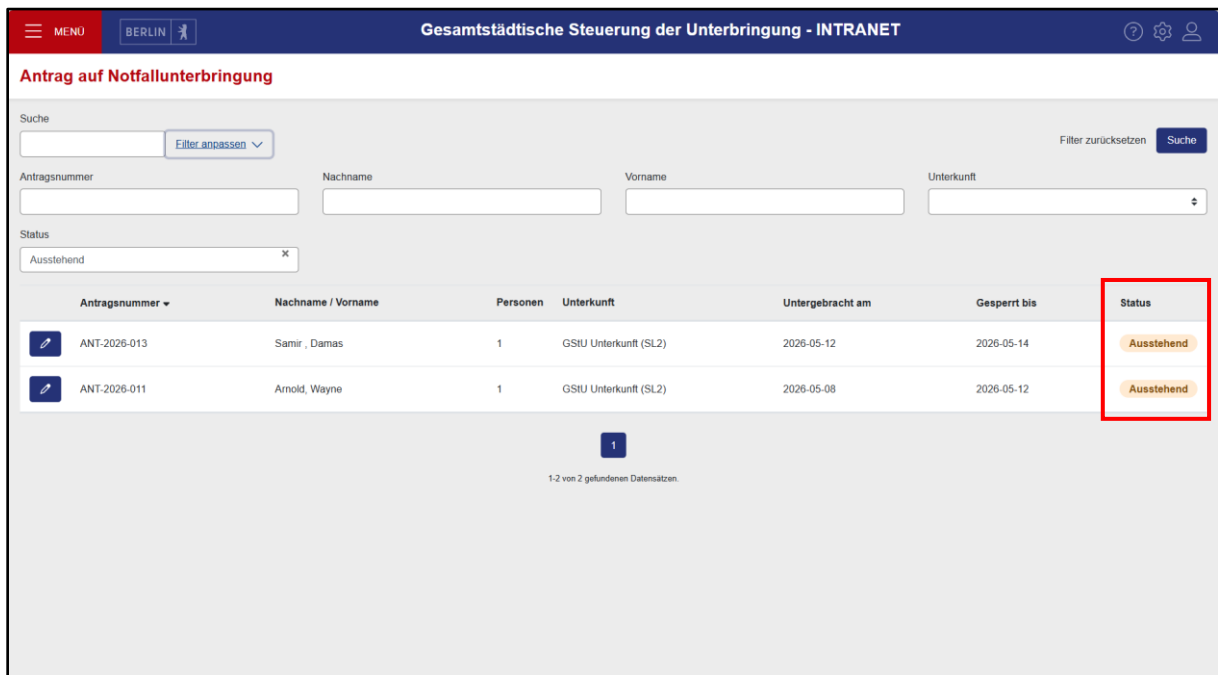 MENÜ BERLIN Gesamtstädtische Steuerung der Unterbringung - INTRANET
Antrag auf Notfallunterbringung
Suche
Filter anpassen Filter zurücksetzen Suche
Antragsnummer Nachname Vorname Unterkunft
Status
Ausstehend ×
Antragsnummer Nachname / Vorname Personen Unterkunft Untergebracht am Gesperrt bis Status
ANT-2026-013 Samir , Damas 1 GStU Unterkunft (SL2) 2026-05-12 2026-05-14 Ausstehend
ANT-2026-011 Arnold, Wayne 1 GStU Unterkunft (SL2) 2026-05-08 2026-05-12 Ausstehend
1
1-2 von 2 gefundenen Datensätzen.